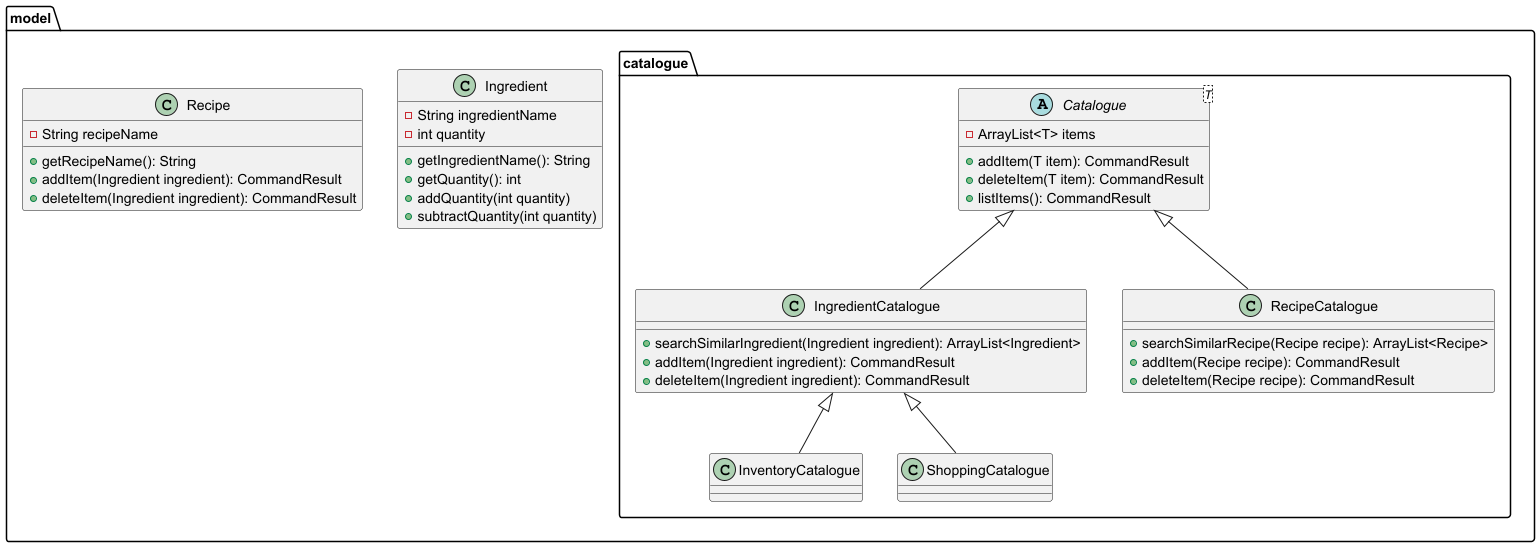 model
C Recipe
String recipeName
getRecipeName(): String
addItem(Ingredient ingredient): CommandResult
deleteItem(Ingredient ingredient): CommandResult
C Ingredient
String ingredientName
int quantity
getIngredientName(): String
getQuantity(): int
addQuantity(int quantity)
subtractQuantity(int quantity)
catalogue
A Catalogue
T
ArrayList<T> items
addItem(T item): CommandResult
deleteItem(T item): CommandResult
listItems(): CommandResult
C IngredientCatalogue
searchSimilarIngredient(Ingredient ingredient): ArrayList<Ingredient>
addItem(Ingredient ingredient): CommandResult
deleteItem(Ingredient ingredient): CommandResult
C RecipeCatalogue
searchSimilarRecipe(Recipe recipe): ArrayList<Recipe>
addItem(Recipe recipe): CommandResult
deleteItem(Recipe recipe): CommandResult
C InventoryCatalogue
C ShoppingCatalogue